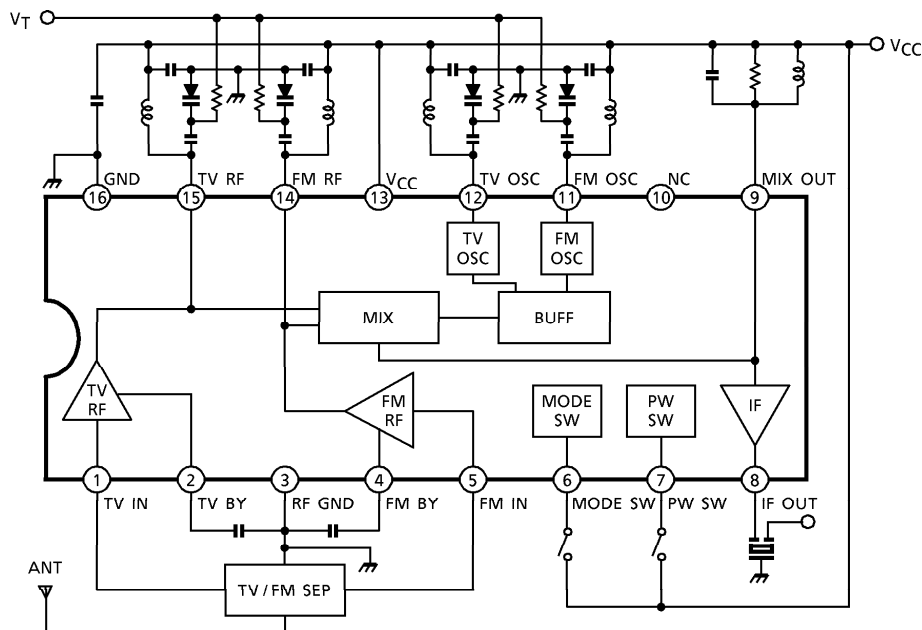 VT
VCC
GND
TV RF
FM RF
VCC
TV OSC
FM OSC
NC
MIX OUT
16
15
14
13
12
11
10
9
TV
OSC
FM
OSC
MIX
BUFF
TV
RF
FM
RF
MODE
SW
PW
SW
IF
1
2
3
4
5
6
7
8
TV IN
TV BY
RF GND
FM BY
FM IN
MODE SW
PW SW
IF OUT
ANT
TV / FM SEP